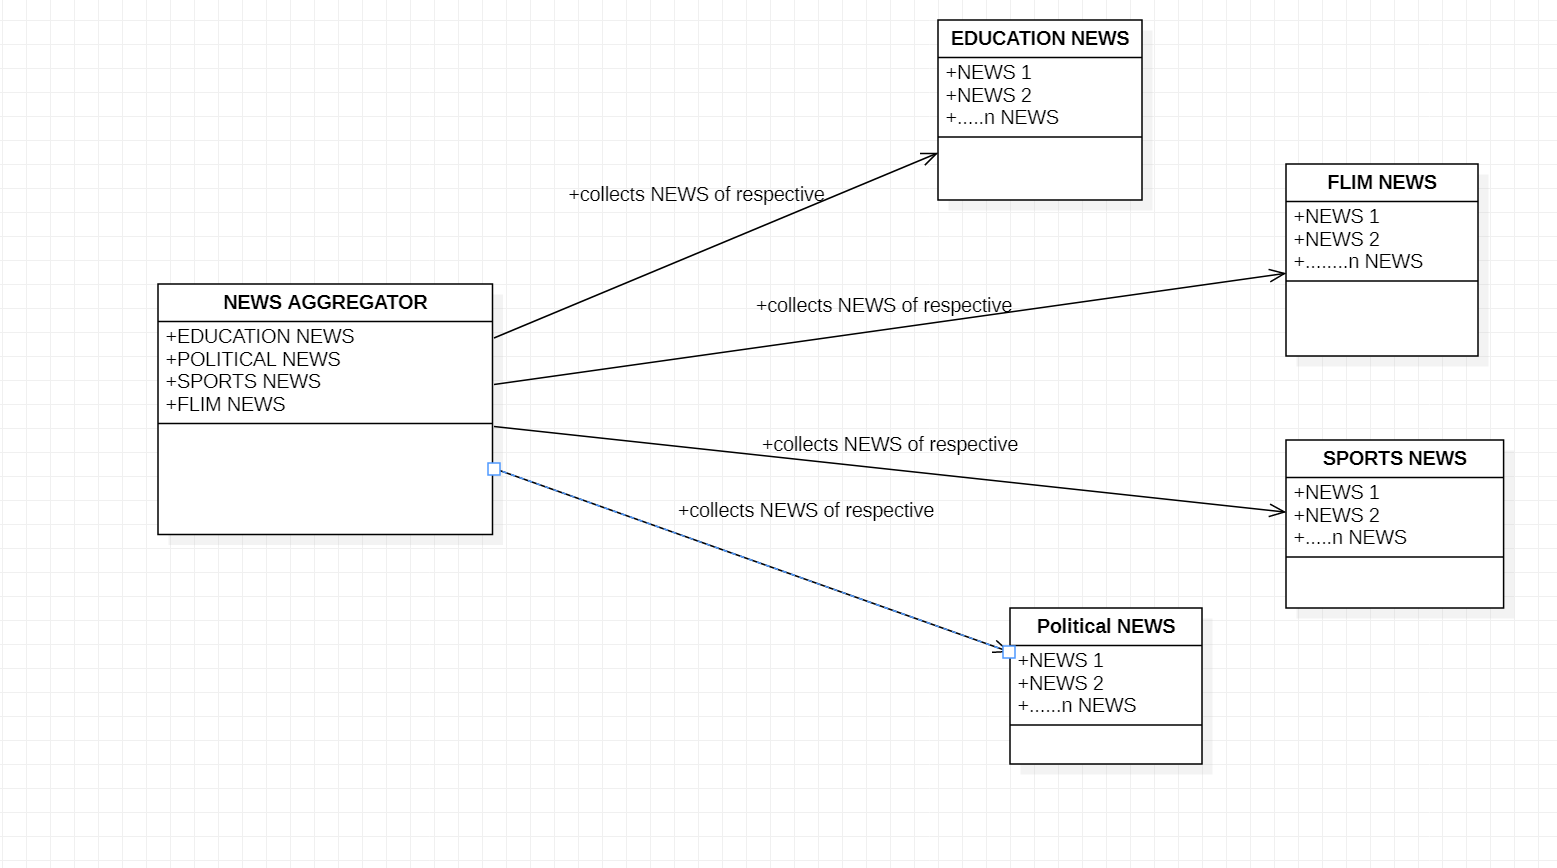 EDUCATION NEWS
+NEWS 1
+NEWS 2
+.....n NEWS
+collects NEWS of respective
FLIM NEWS
+NEWS 1
+NEWS 2
+........n NEWS
+collects NEWS of respective
NEWS AGGREGATOR
+EDUCATION NEWS
+POLITICAL NEWS
+SPORTS NEWS
+FLIM NEWS
+collects NEWS of respective
SPORTS NEWS
+NEWS 1
+NEWS 2
+.....n NEWS
+collects NEWS of respective
Political NEWS
+NEWS 1
+NEWS 2
+......n NEWS